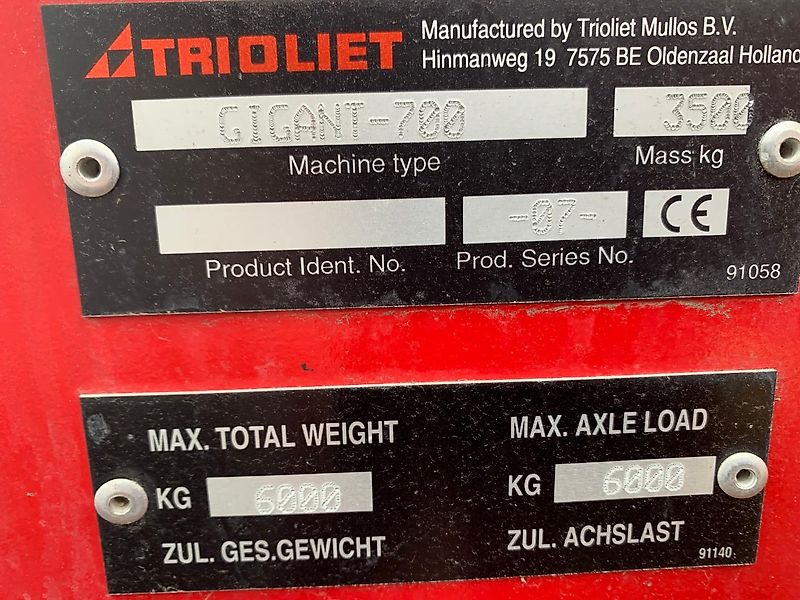 TRIOLIET
Manufactured by Trioliet Mullos B.V.
Hinmanweg 19 7575 BE Oldenzaal Holland
GIGANT-700
3500
Machine type
Mass kg
-07-
CE
Product Ident. No.
Prod. Series No.
91058
MAX. TOTAL WEIGHT
MAX. AXLE LOAD
KG 6000
KG 6000
ZUL. GES.GEWICHT
ZUL. ACHSLAST
91140